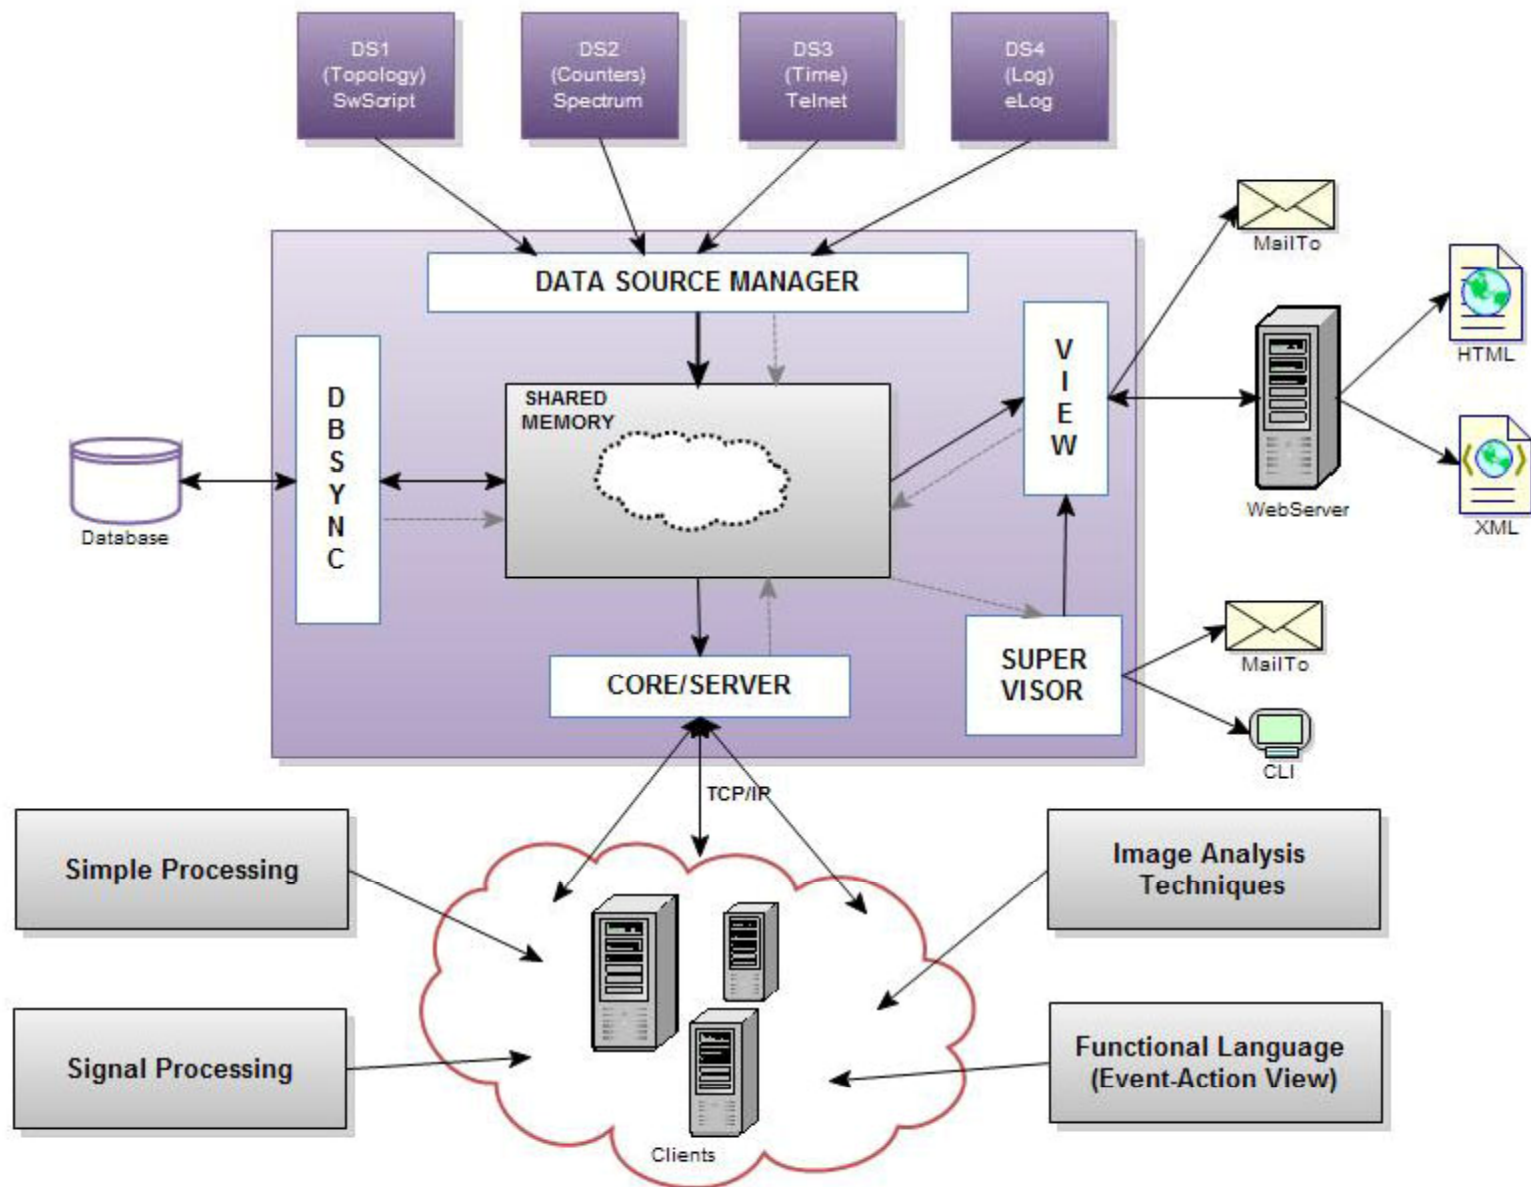 DS1
(Topology)
SwScript
DS2
(Counters)
Spectrum
DS3
(Time)
Telnet
DS4
(Log)
eLog
MailTo
DATA SOURCE MANAGER
HTML
V
I
E
W
D
B
S
Y
N
C
SHARED
MEMORY
Database
WebServer
XML
CORE/SERVER
SUPER
VISOR
MailTo
CLI
TCP/IP
Simple Processing
Image Analysis
Techniques
Signal Processing
Functional Language
(Event-Action View)
Clients